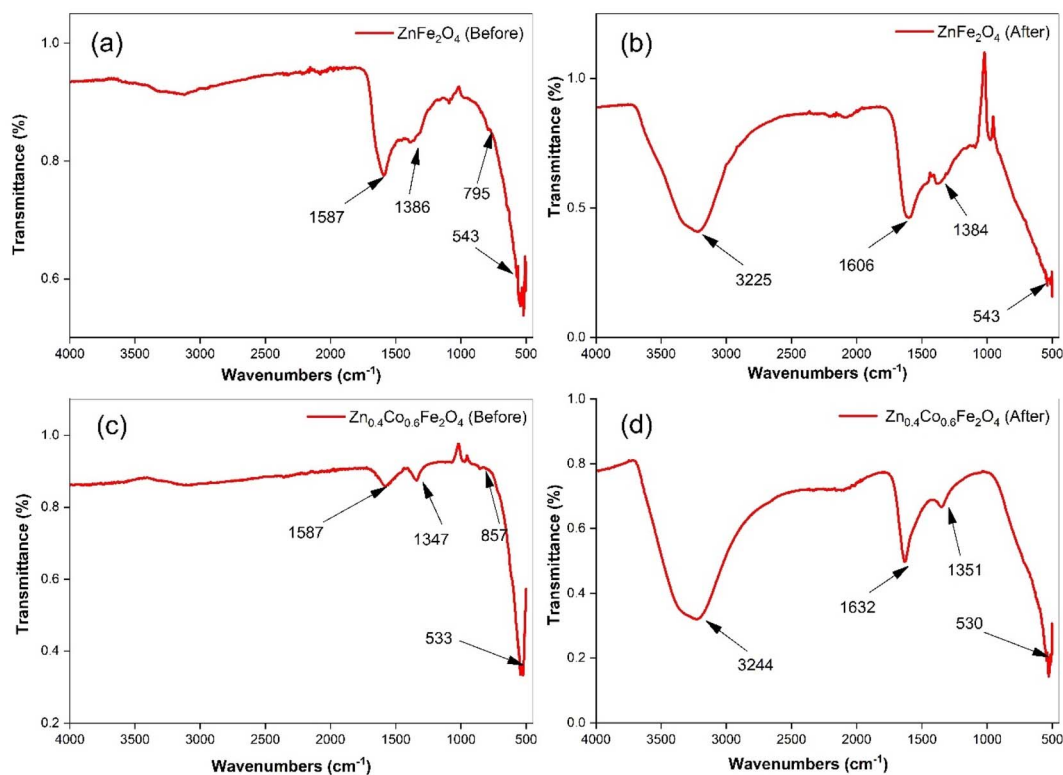 (a)
ZnFe₂O₄ (Before)
Transmittance (%)
1.0
0.8
0.6
1587
1386
795
543
4000 3500 3000 2500 2000 1500 1000 500
Wavenumbers (cm⁻¹)
(b)
ZnFe₂O₄ (After)
Transmittance (%)
1.0
0.5
0.0
3225
1606
1384
543
4000 3500 3000 2500 2000 1500 1000 500
Wavenumbers (cm⁻¹)
(c)
Zn₀.₄Co₀.₆Fe₂O₄ (Before)
Transmittance (%)
1.0
0.8
0.6
0.4
0.2
1587
1347
857
533
4000 3500 3000 2500 2000 1500 1000 500
Wavenumbers (cm⁻¹)
(d)
Zn₀.₄Co₀.₆Fe₂O₄ (After)
Transmittance (%)
1.0
0.8
0.6
0.4
0.2
0.0
3244
1632
1351
530
4000 3500 3000 2500 2000 1500 1000 500
Wavenumbers (cm⁻¹)